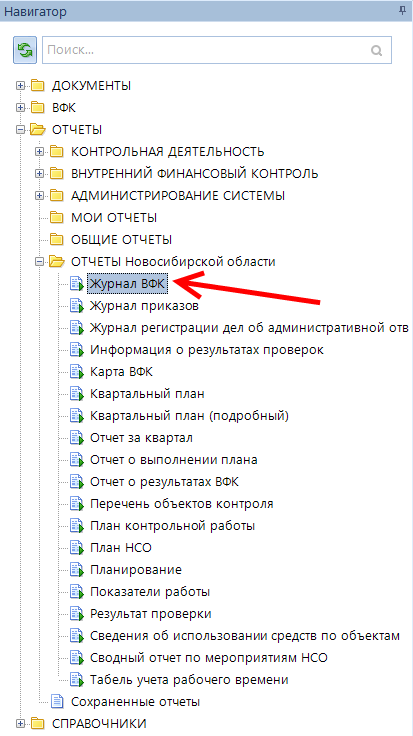 Навигатор
Поиск...
ДОКУМЕНТЫ
ВФК
ОТЧЕТЫ
КОНТРОЛЬНАЯ ДЕЯТЕЛЬНОСТЬ
ВНУТРЕННИЙ ФИНАНСОВЫЙ КОНТРОЛЬ
АДМИНИСТРИРОВАНИЕ СИСТЕМЫ
МОИ ОТЧЕТЫ
ОБЩИЕ ОТЧЕТЫ
ОТЧЕТЫ Новосибирской области
Журнал ВФК
Журнал приказов
Журнал регистрации дел об административной отв
Информация о результатах проверок
Карта ВФК
Квартальный план
Квартальный план (подробный)
Отчет за квартал
Отчет о выполнении плана
Отчет о результатах ВФК
Перечень объектов контроля
План контрольной работы
План НСО
Планирование
Показатели работы
Результат проверки
Сведения об использовании средств по объектам
Сводный отчет по мероприятиям НСО
Табель учета рабочего времени
Сохраненные отчеты
СПРАВОЧНИКИ